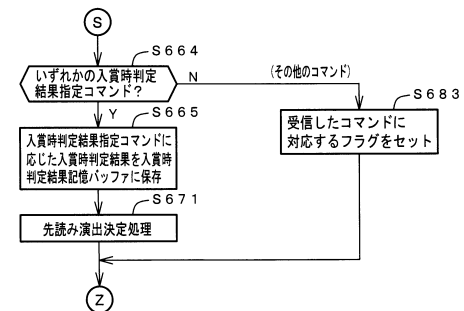 S
S664
いずれかの入賞時判定
結果指定コマンド?
N
(その他のコマンド)
Y
S665
入賞時判定結果指定コマンドに
応じた入賞時判定結果を入賞時
判定結果記憶バッファに保存
S683
受信したコマンドに
対応するフラグをセット
S671
先読み演出決定処理
Z